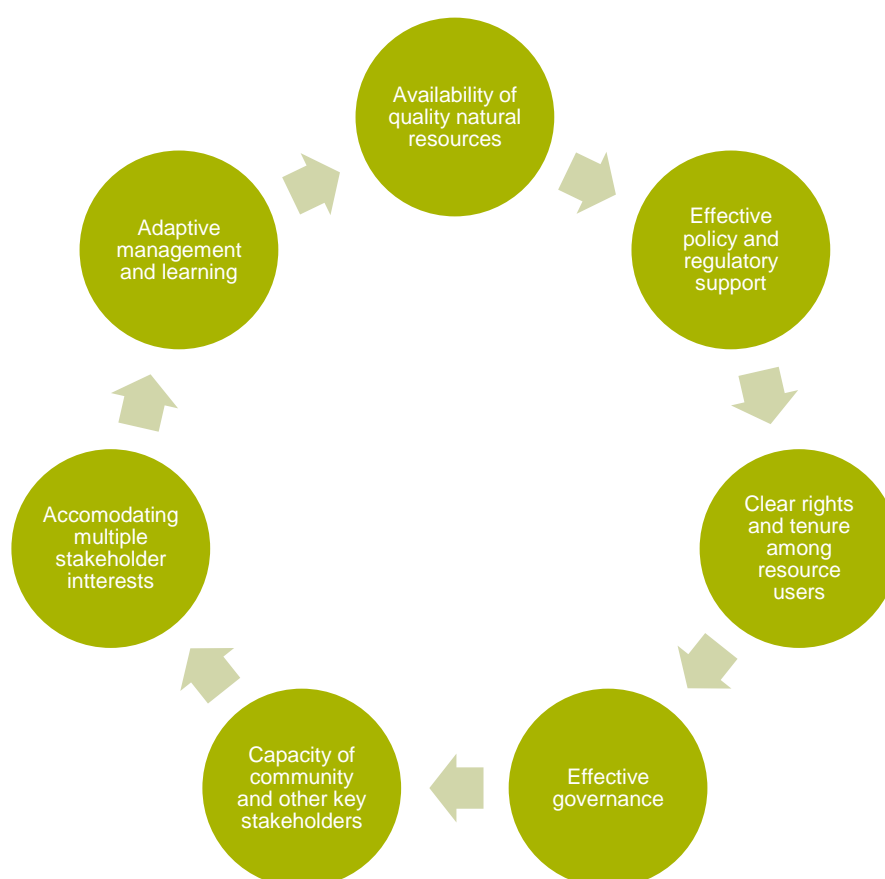 Availability of
quality natural
resources
Effective
policy and
regulatory
support
Clear rights
and tenure
among
resource
users
Effective
governance
Capacity of
community
and other key
stakeholders
Accomodating
multiple
stakeholder
intterests
Adaptive
management
and learning